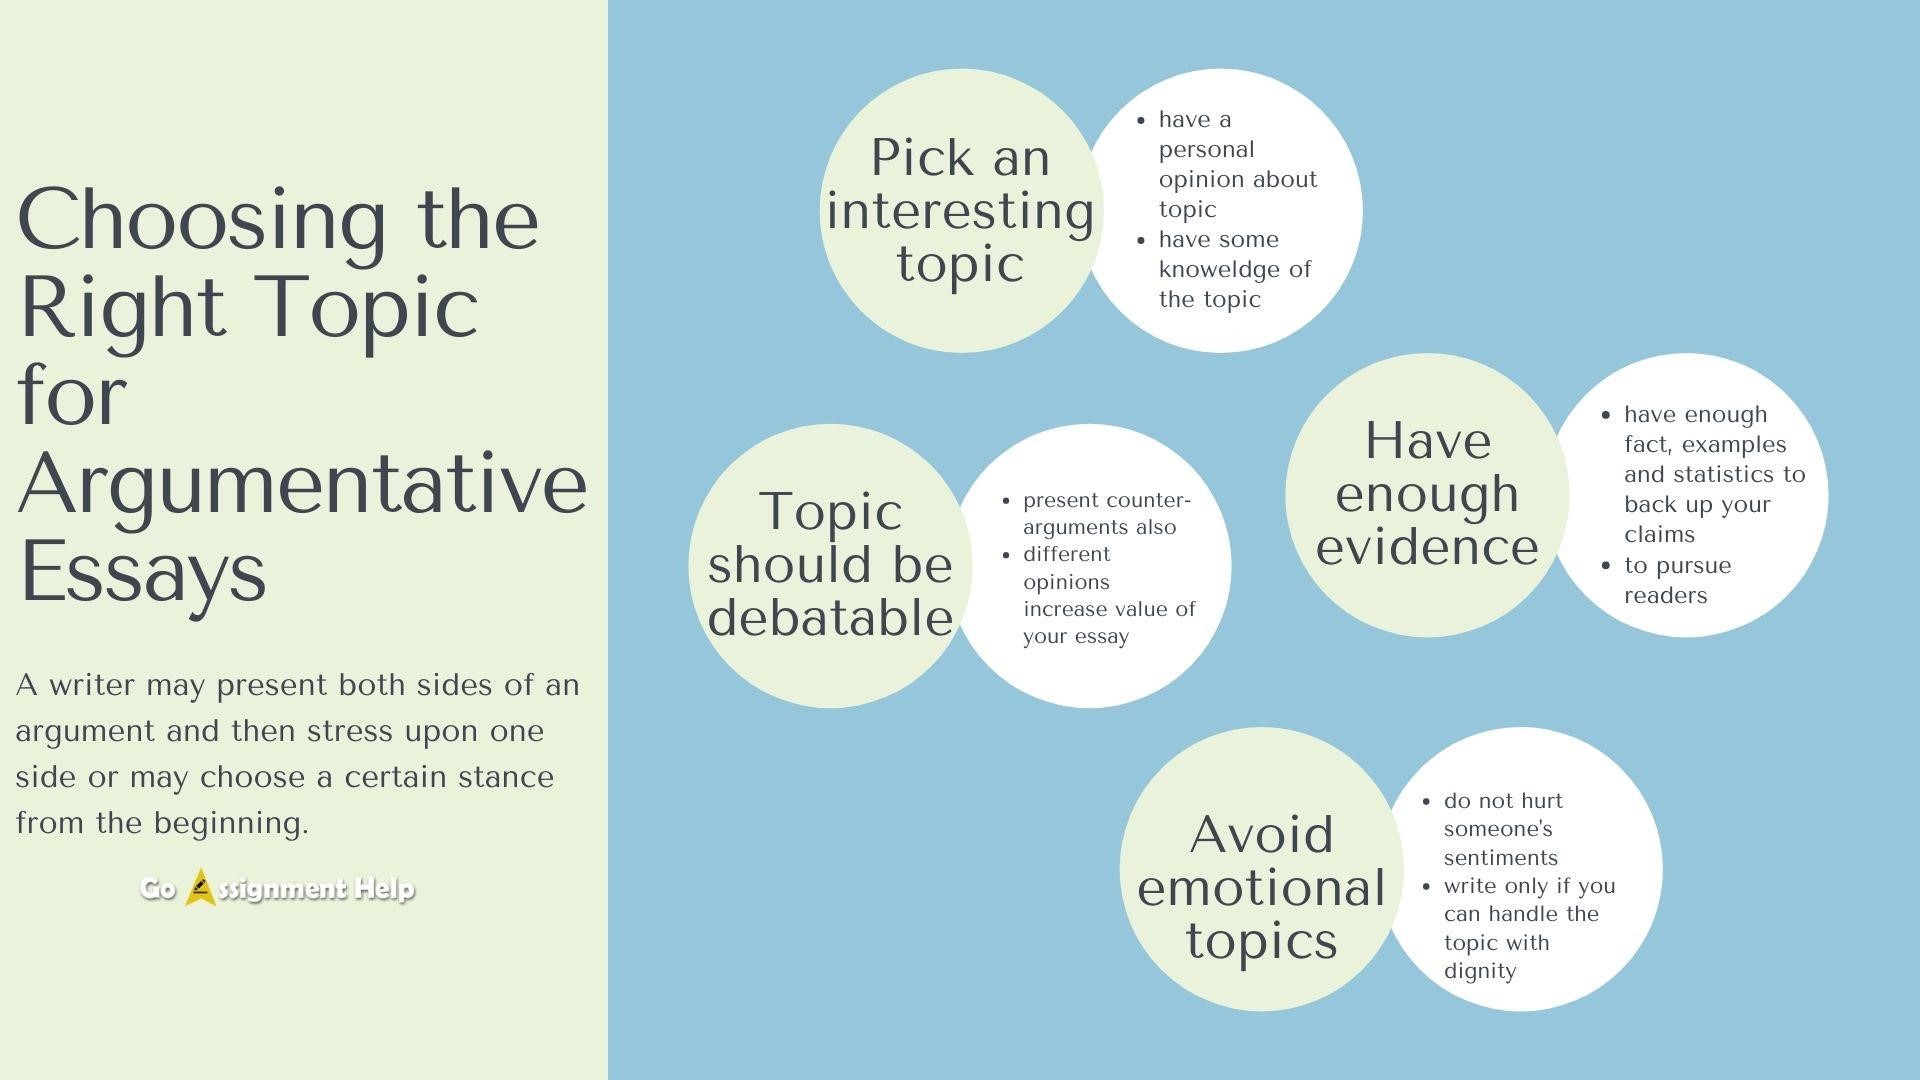 Choosing the
Right Topic
for
Argumentative
Essays
A writer may present both sides of an
argument and then stress upon one
side or may choose a certain stance
from the beginning.
Go Assignment Help
Pick an
interesting
topic
• have a
personal
opinion about
topic
• have some
knoweldge of
the topic
Topic
should be
debatable
• present counter-
arguments also
• different
opinions
increase value of
your essay
Have
enough
evidence
• have enough
fact, examples
and statistics to
back up your
claims
• to pursue
readers
Avoid
emotional
topics
• do not hurt
someone's
sentiments
• write only if you
can handle the
topic with
dignity